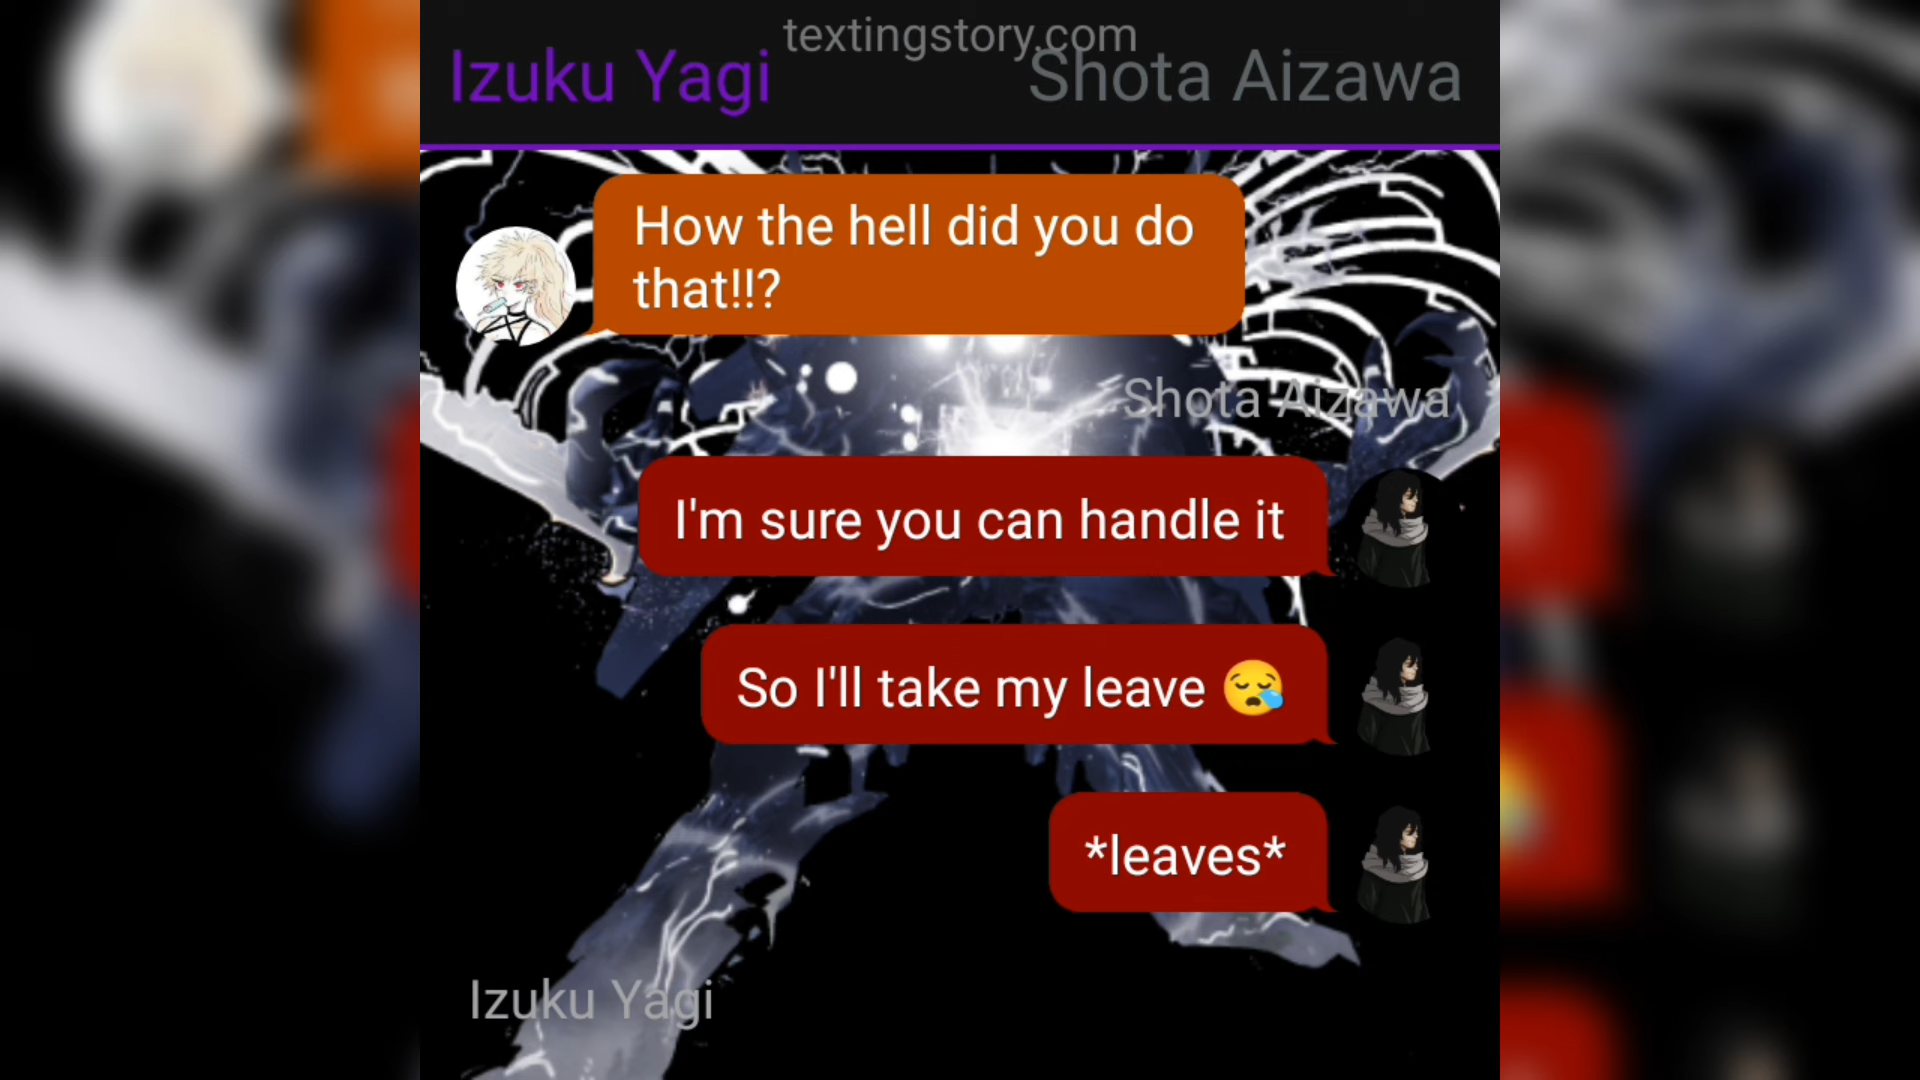 textingstory.com
Izuku Yagi
Shota Aizawa
How the hell did you do
that!!?
Shota Aizawa
I'm sure you can handle it
So I'll take my leave 😪
*leaves*
Izuku Yagi